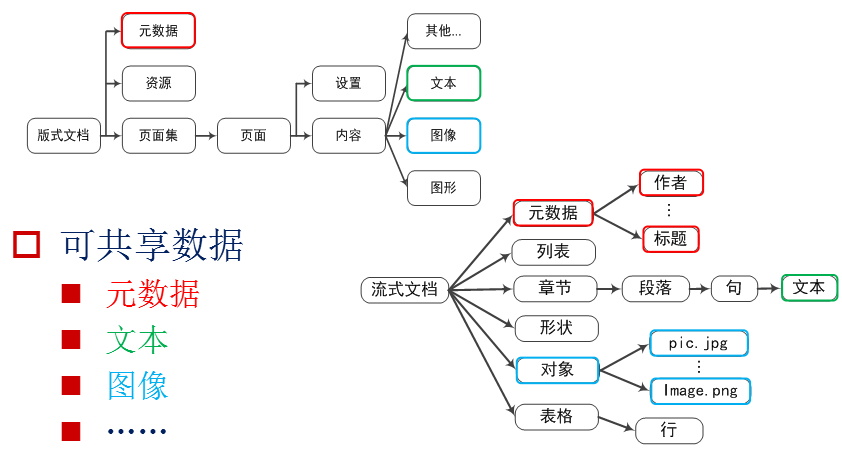 其他...
元数据
资源
设置
文本
版式文档
页面集
页面
内容
图像
图形
作者
⋮
元数据
标题
列表
流式文档
章节
段落
句
文本
形状
pic.jpg
对象
⋮
Image.png
表格
行
可共享数据
元数据
文本
图像
……